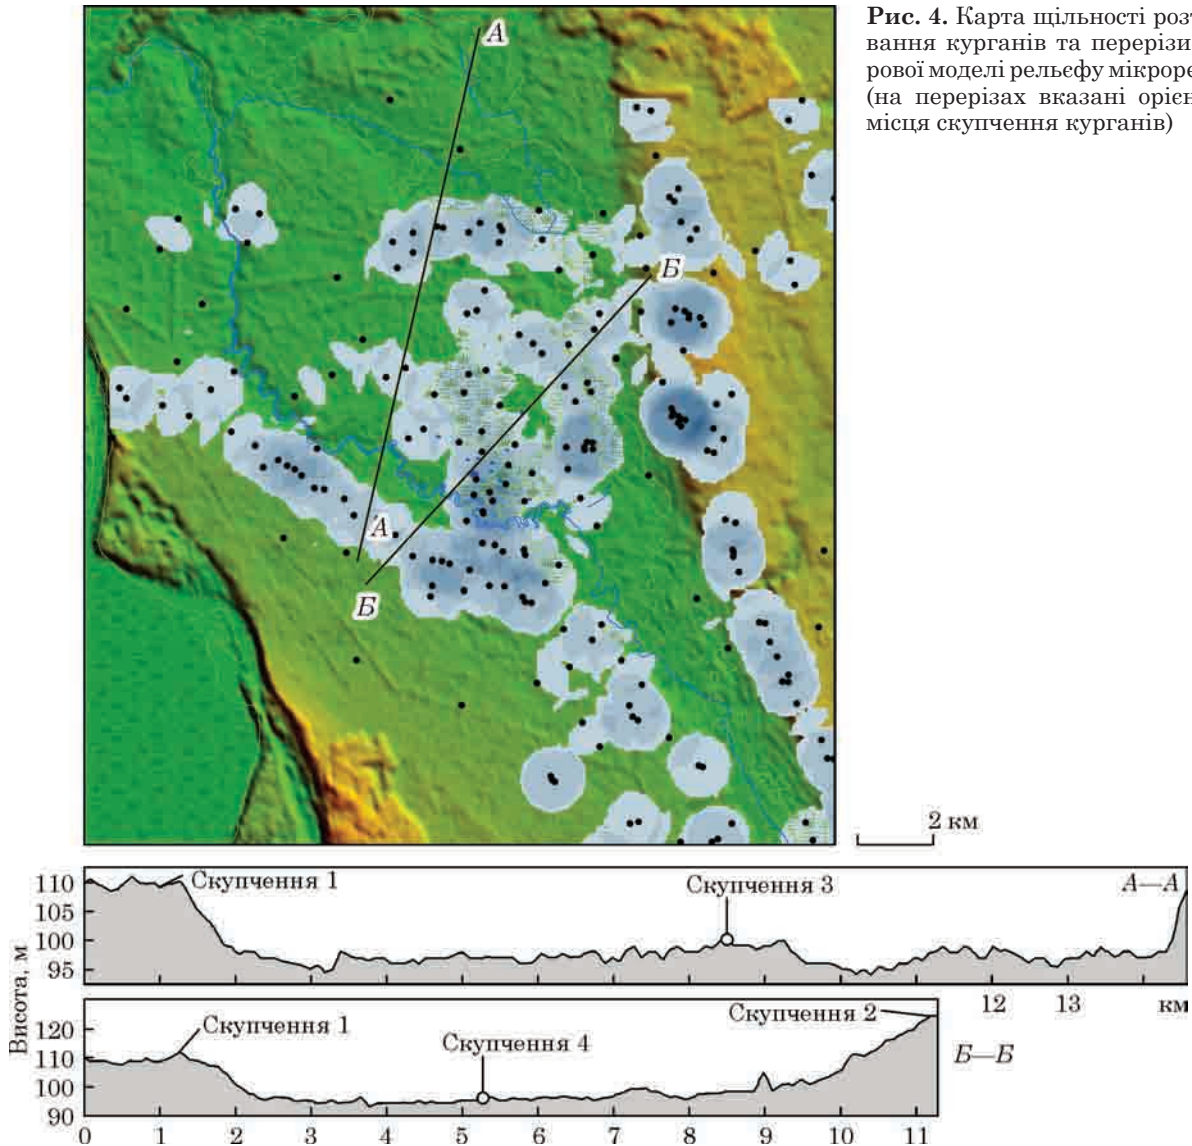 Рис. 4. Карта щільності розт
вання курганів та перерізи
рової моделі рельєфу мікроре
(на перерізах вказані орієн
місця скупчення курганів)
А
Б
А
Б
2 км
Висота, м
110
105
100
95
Скупчення 1
Скупчення 3
А—А
12 13 км
120
110
100
90
Скупчення 1
Скупчення 4
Скупчення 2
Б—Б
0 1 2 3 4 5 6 7 8 9 10 11